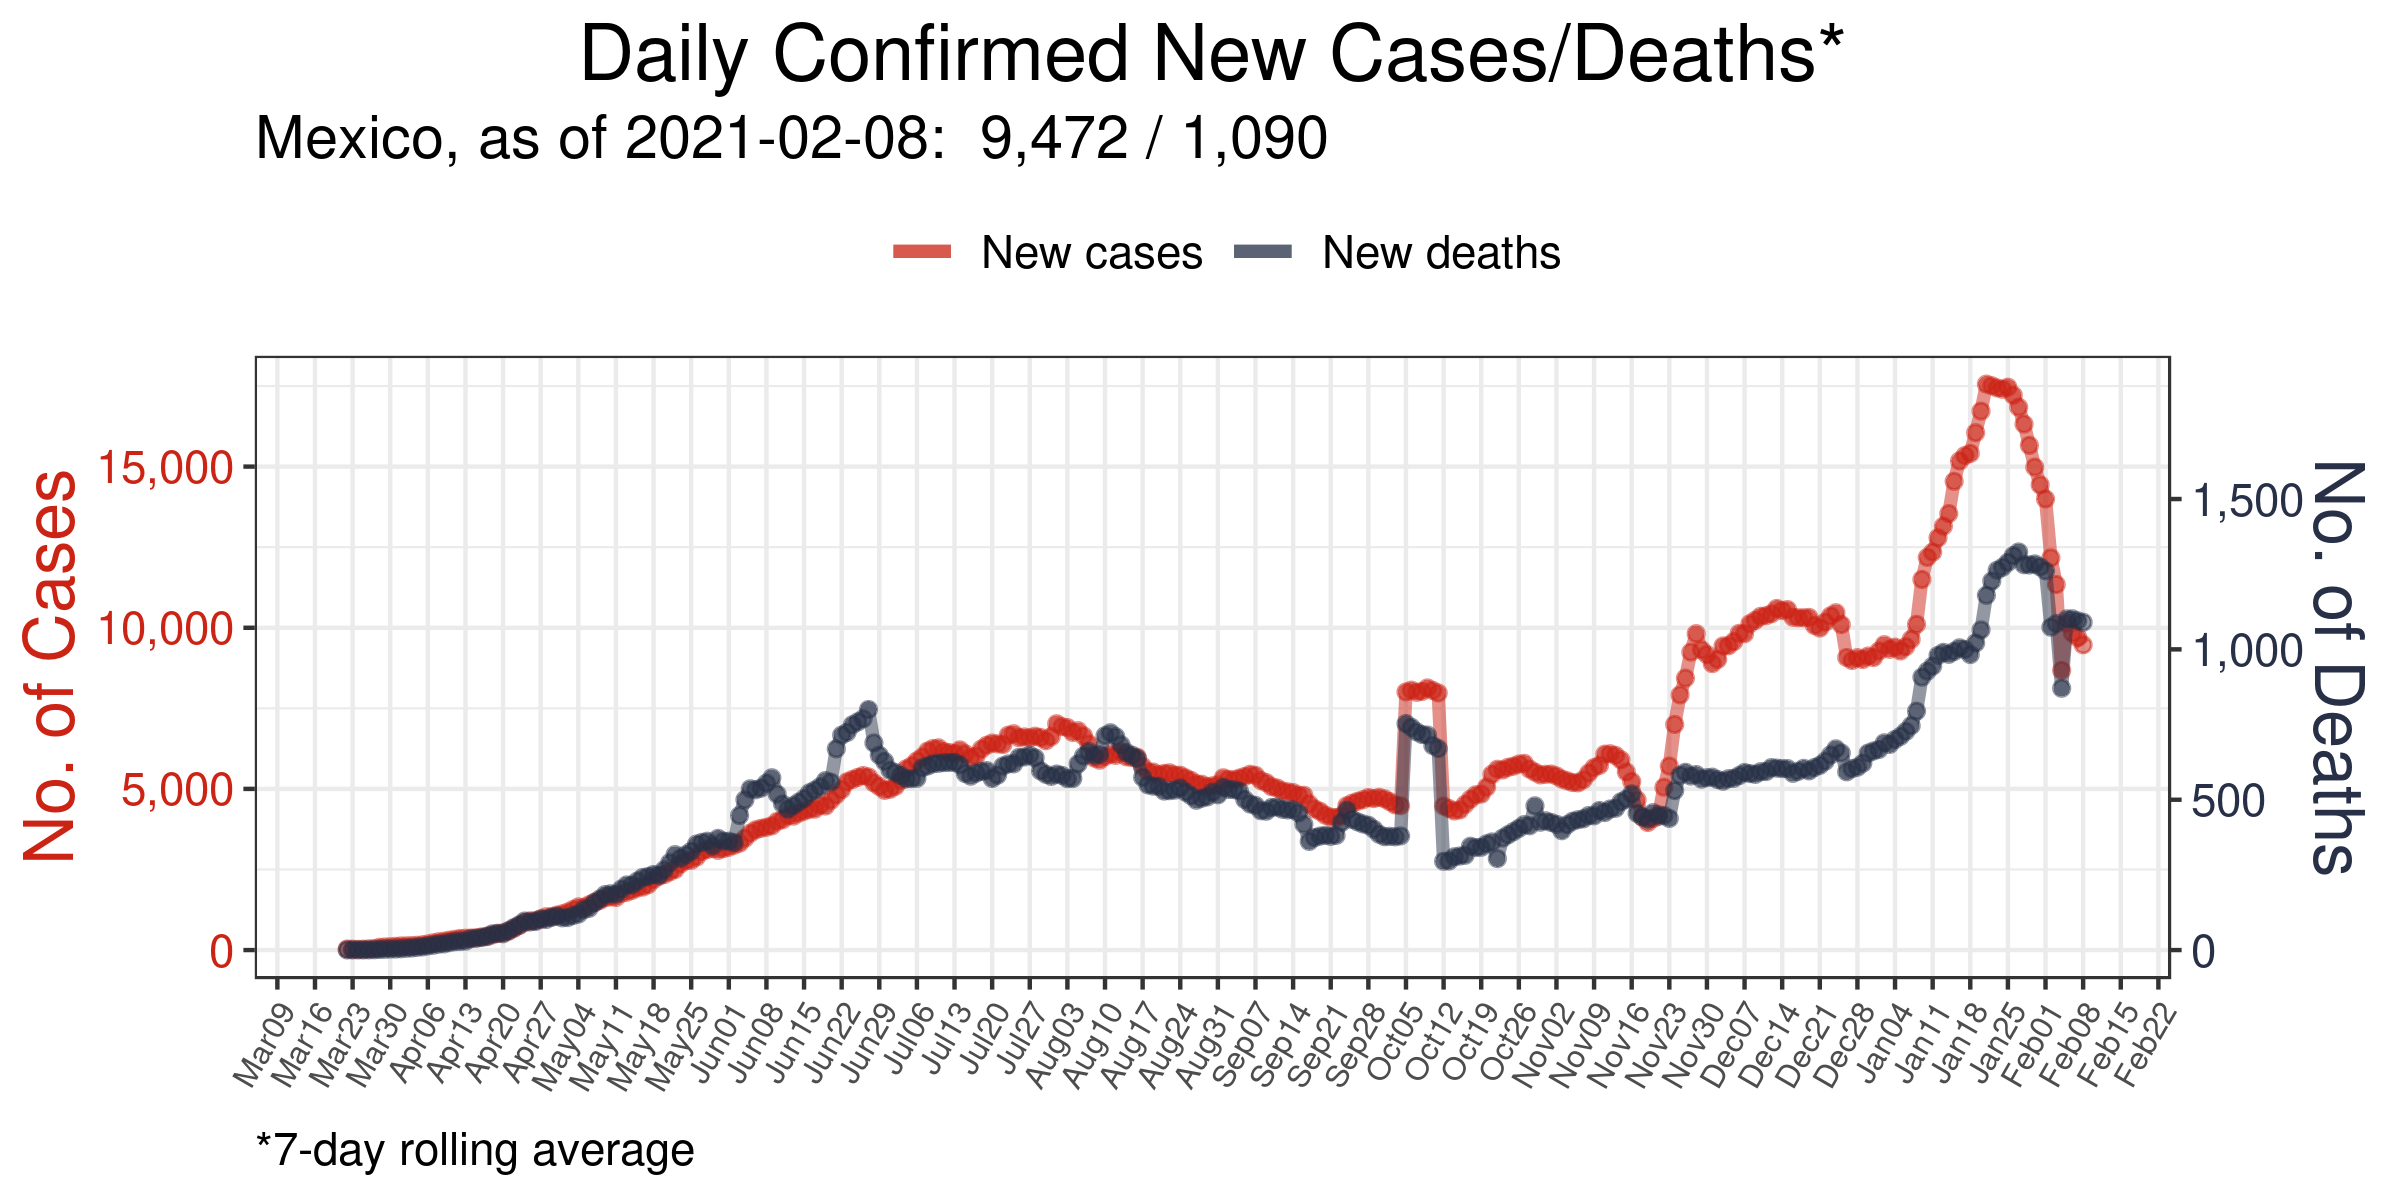 Daily Confirmed New Cases/Deaths*
Mexico, as of 2021-02-08:  9,472 / 1,090
New cases New deaths
No. of Cases
15,000
10,000
5,000
0
1,500
1,000
500
0
No. of Deaths
Mar09 Mar16 Mar23 Mar30 Apr06 Apr13 Apr20 Apr27 May04 May11 May18 May25 Jun01 Jun08 Jun15 Jun22 Jun29 Jul06 Jul13 Jul20 Jul27 Aug03 Aug10 Aug17 Aug24 Aug31 Sep07 Sep14 Sep21 Sep28 Oct05 Oct12 Oct19 Oct26 Nov02 Nov09 Nov16 Nov23 Nov30 Dec07 Dec14 Dec21 Dec28 Jan04 Jan11 Jan18 Jan25 Feb01 Feb08 Feb15 Feb22
*7-day rolling average